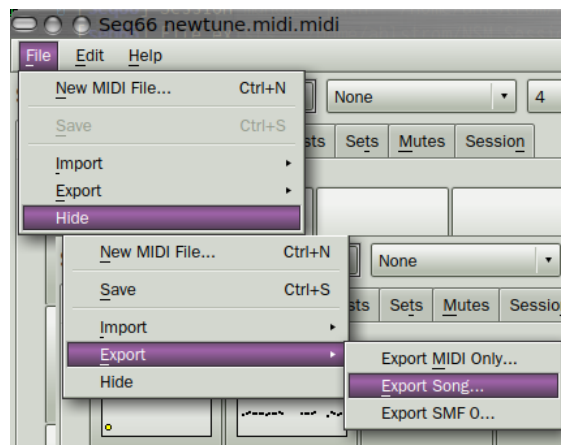 Seq66 newtune.midi.midi
File Edit Help
New MIDI File... Ctrl+N
None 4
Save Ctrl+S
sts Sets Mutes Session
Import
Export
Hide
New MIDI File... Ctrl+N
None
Save Ctrl+S
sts Sets Mutes Sessio
Import
Export
Export MIDI Only...
Hide
Export Song...
Export SMF 0...